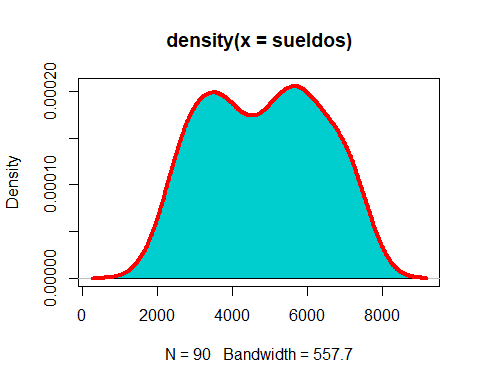 density(x = sueldos)
Density
0.00020
0.00010
0.00000
0 2000 4000 6000 8000
N = 90 Bandwidth = 557.7